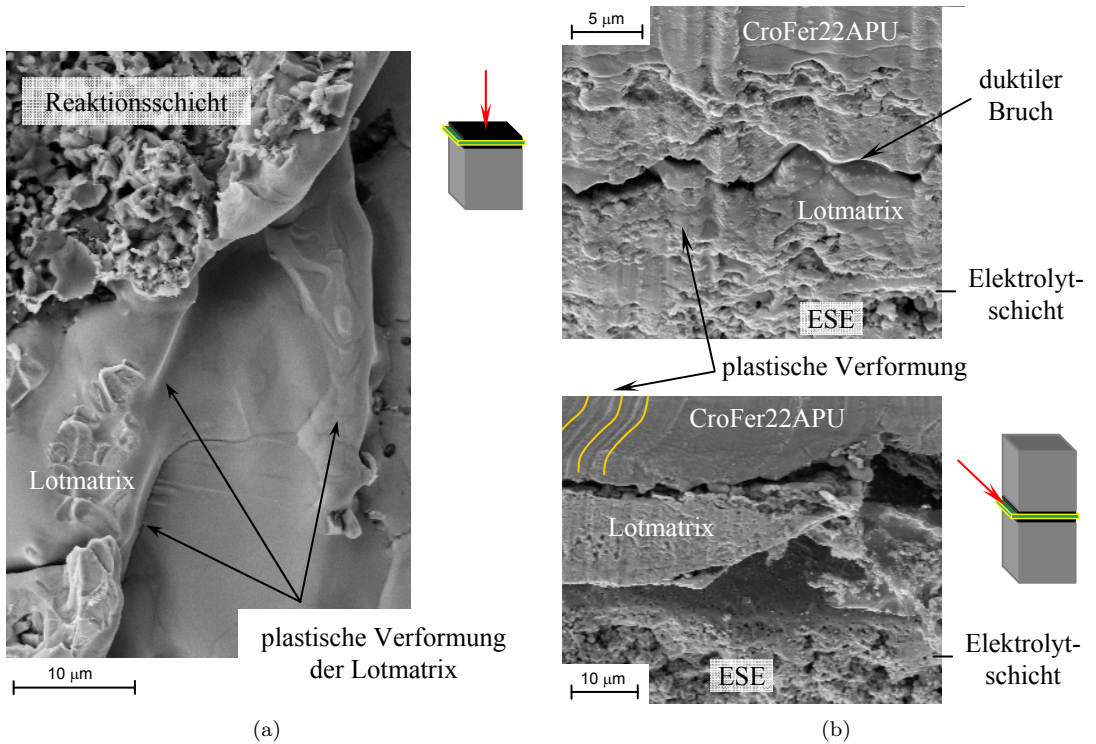 Reaktionsschicht
Lotmatrix
plastische Verformung
der Lotmatrix
10 μm
(a)
5 μm
CroFer22APU
duktiler
Bruch
Lotmatrix
Elektrolyt-
schicht
ESE
plastische Verformung
CroFer22APU
Lotmatrix
Elektrolyt-
schicht
ESE
10 μm
(b)